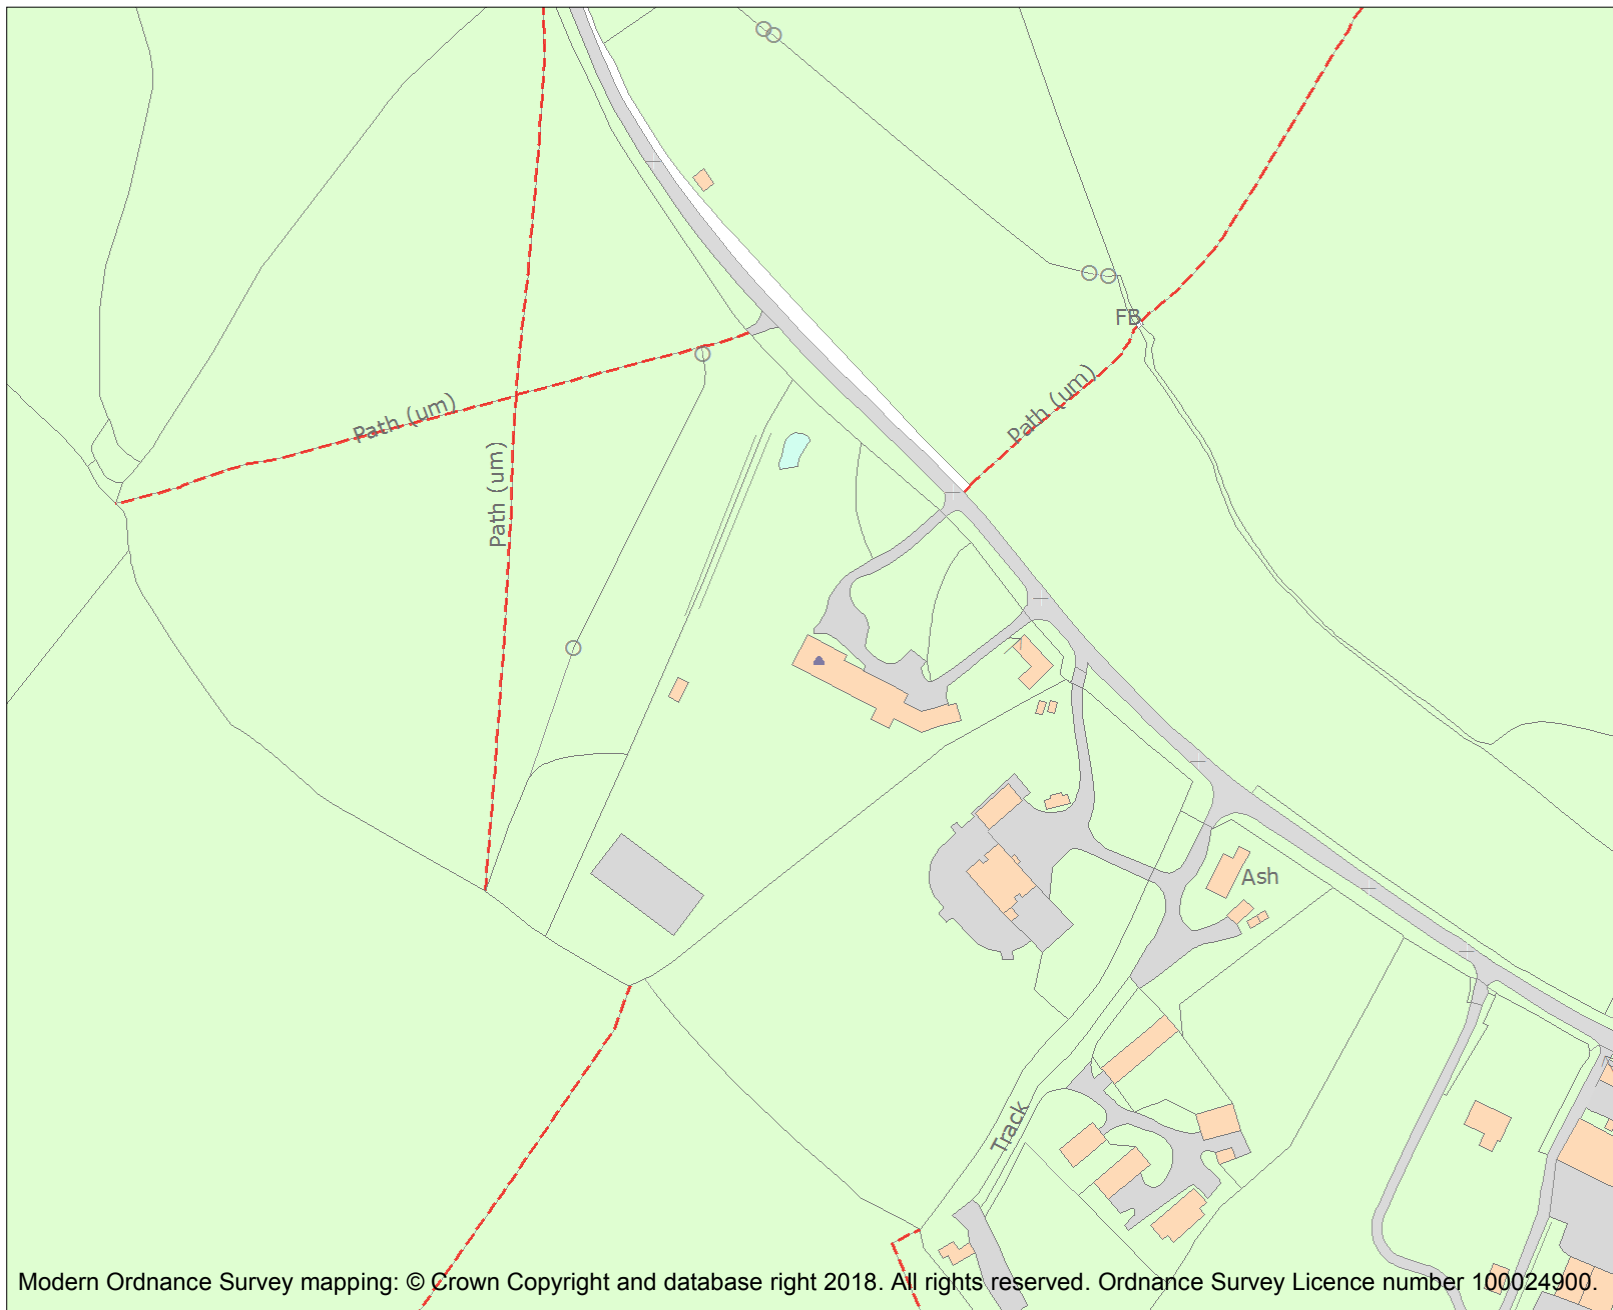 FB
Path (um)
Path (um)
Path (um)
Ash
Track
Modern Ordnance Survey mapping: © Crown Copyright and database right 2018. All rights reserved. Ordnance Survey Licence number 100024900.